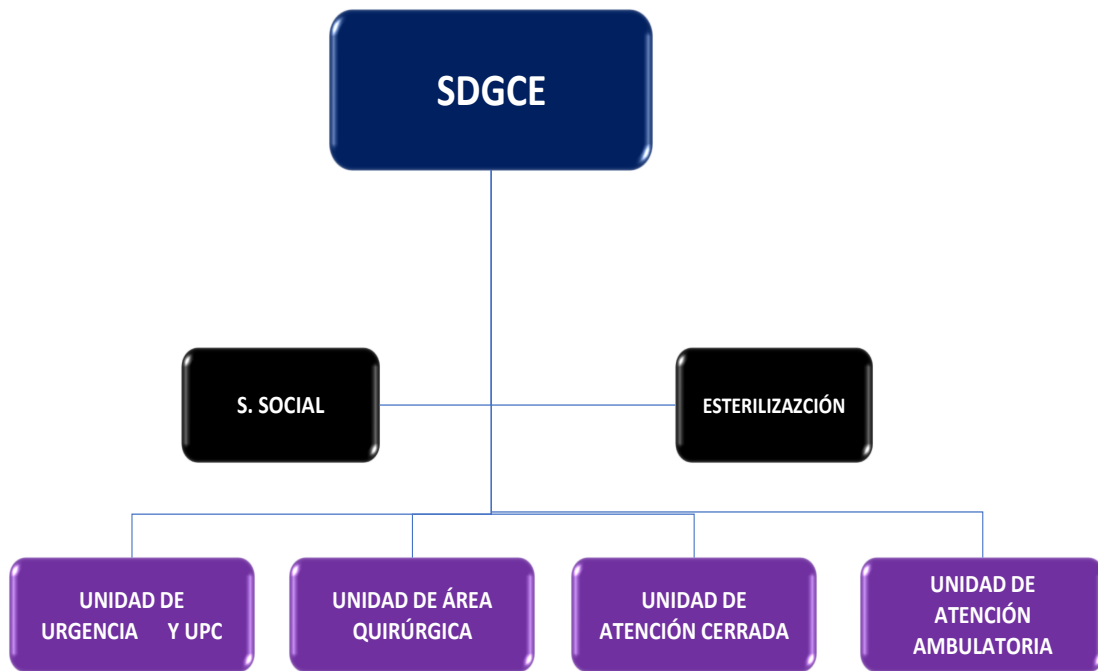 SDGCE
S. SOCIAL
ESTERILIZAZCIÓN
UNIDAD DE
URGENCIA Y UPC
UNIDAD DE ÁREA
QUIRÚRGICA
UNIDAD DE
ATENCIÓN CERRADA
UNIDAD DE
ATENCIÓN
AMBULATORIA